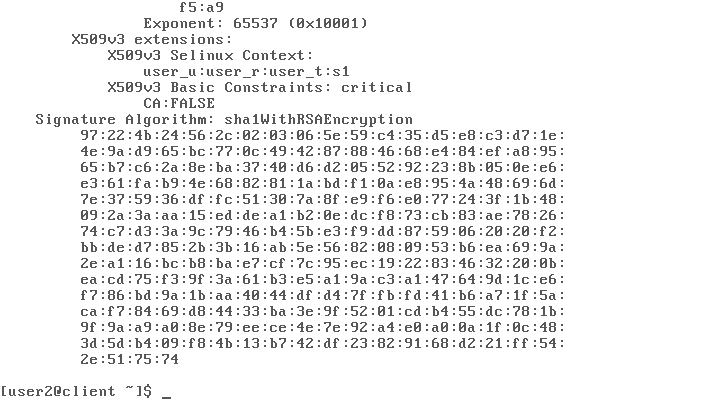 f5:a9
Exponent: 65537 (0x10001)
X509v3 extensions:
X509v3 Selinux Context:
user_u:user_r:user_t:s1
X509v3 Basic Constraints: critical
CA:FALSE
Signature Algorithm: sha1WithRSAEncryption
97:22:4b:24:56:2c:02:03:06:5e:59:c4:35:d5:e8:c3:d7:1e:
4e:9a:d9:65:bc:77:0c:49:42:87:88:46:68:e4:84:ef:a8:95:
65:b7:c6:2a:8e:ba:37:40:d6:d2:05:52:92:23:8b:05:0e:e6:
e3:61:fa:b9:4e:68:82:81:1a:bd:f1:0a:e8:95:4a:48:69:6d:
7e:37:59:36:df:fc:51:30:7a:8f:e9:f6:e0:77:24:3f:1b:48:
09:2a:3a:aa:15:ed:de:a1:b2:0e:dc:f8:73:cb:83:ae:78:26:
74:c7:d3:3a:9c:79:46:b4:5b:e3:f9:dd:87:59:06:20:20:f2:
bb:de:d7:85:2b:3b:16:ab:5e:56:82:08:09:53:b6:ea:69:9a:
2e:a1:16:bc:b8:ba:e7:cf:7c:95:ec:19:22:83:46:32:20:0b:
ea:cd:75:f3:9f:3a:61:b3:e5:a1:9a:c3:a1:47:64:9d:1c:e6:
f7:86:bd:9a:1b:aa:40:44:df:d4:7f:fb:fd:41:b6:a7:1f:5a:
ca:f7:84:69:d8:44:33:ba:3e:9f:52:01:cd:b4:55:dc:78:1b:
9f:9a:a9:a0:8e:79:ee:ce:4e:7e:92:a4:e0:a0:0a:1f:0c:48:
3d:5d:b4:09:f8:4b:13:b7:42:df:23:82:91:68:d2:21:ff:54:
2e:51:75:74
[user2@client ~]$ _